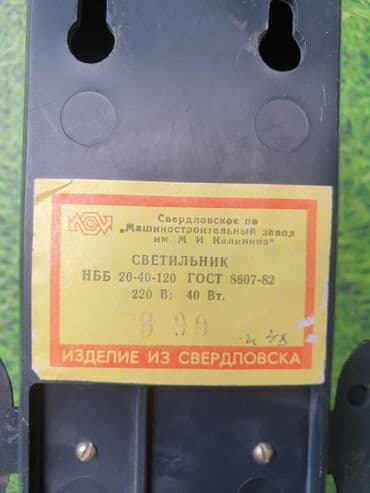 Свердловское по
„Машиностроительный завод
им. М И Калинина"
СВЕТИЛЬНИК
НББ 20-40-120 ГОСТ 8607-82
220 В; 40 Вт.
8 90
и 48
ИЗДЕЛИЕ ИЗ СВЕРДЛОВСКА